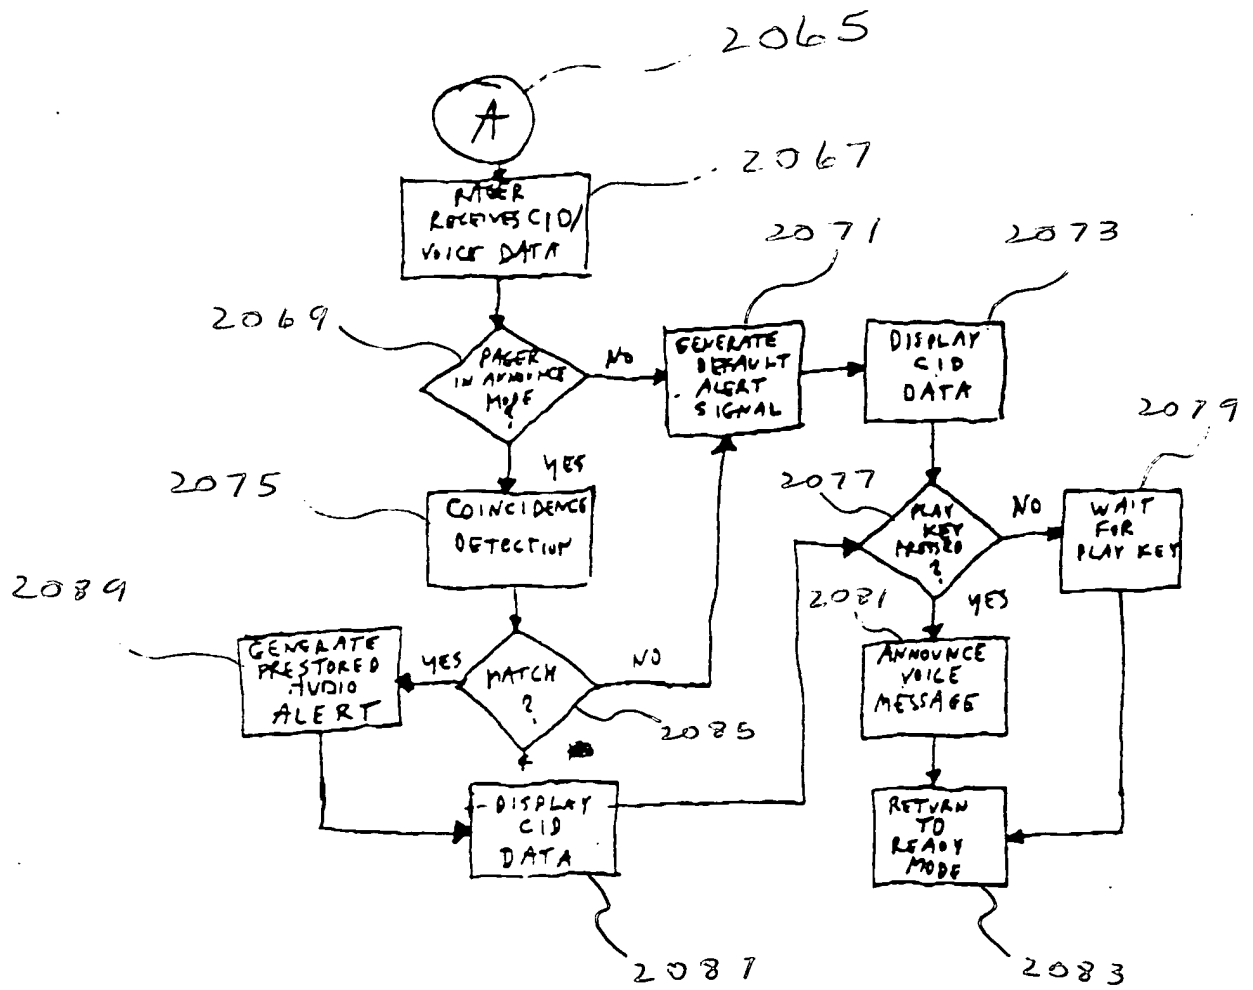 2065
A
2067
PAGER
RECEIVES CID/
VOICE DATA
2069
PAGER
IN ANNOUNCE
MODE
?
NO
YES
2071
GENERATE
DEFAULT
ALERT
SIGNAL
2073
DISPLAY
CID
DATA
2075
COINCIDENCE
DETECTION
2077
PLAY
KEY
PRESSED
?
NO
YES
2079
WAIT
FOR
PLAY KEY
2089
GENERATE
PRESTORED
AUDIO
ALERT
YES
MATCH
?
NO
2085
2081
ANNOUNCE
VOICE
MESSAGE
DISPLAY
CID
DATA
2087
RETURN
TO
READY
MODE
2083